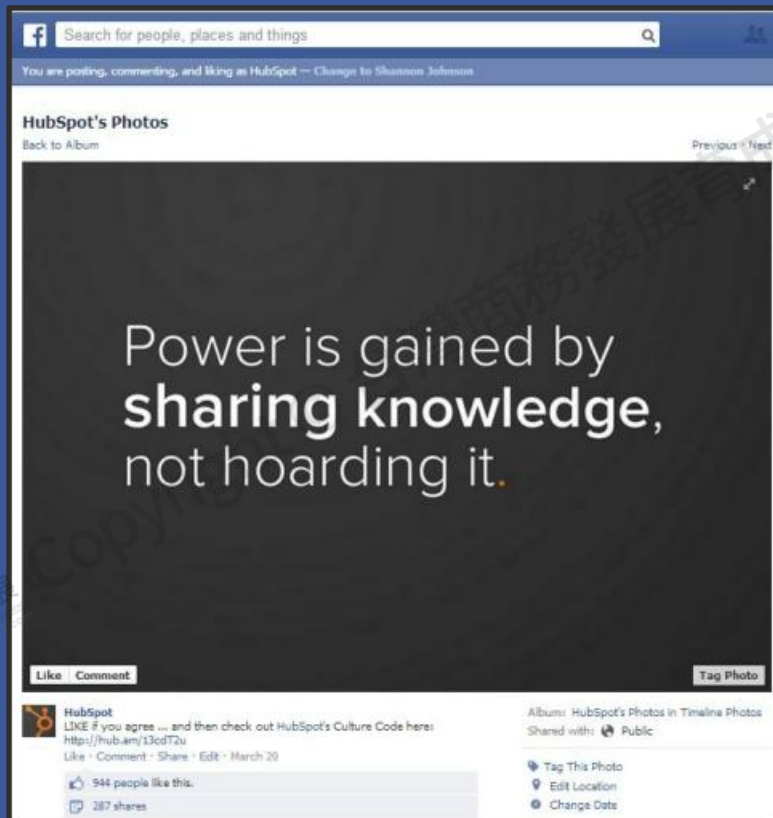 Search for people, places and things
You are posting, commenting, and liking as HubSpot — Change to Shannon Johnson
HubSpot's Photos
Back to Album
Previous · Next
Power is gained by
sharing knowledge,
not hoarding it.
Like Comment
Tag Photo
HubSpot
LIKE if you agree ... and then check out HubSpot's Culture Code here:
http://hub.am/13cdT2u
Like · Comment · Share · Edit · March 20
944 people like this.
287 shares
Album: HubSpot's Photos in Timeline Photos
Shared with: Public
Tag This Photo
Edit Location
Change Date
Copyright